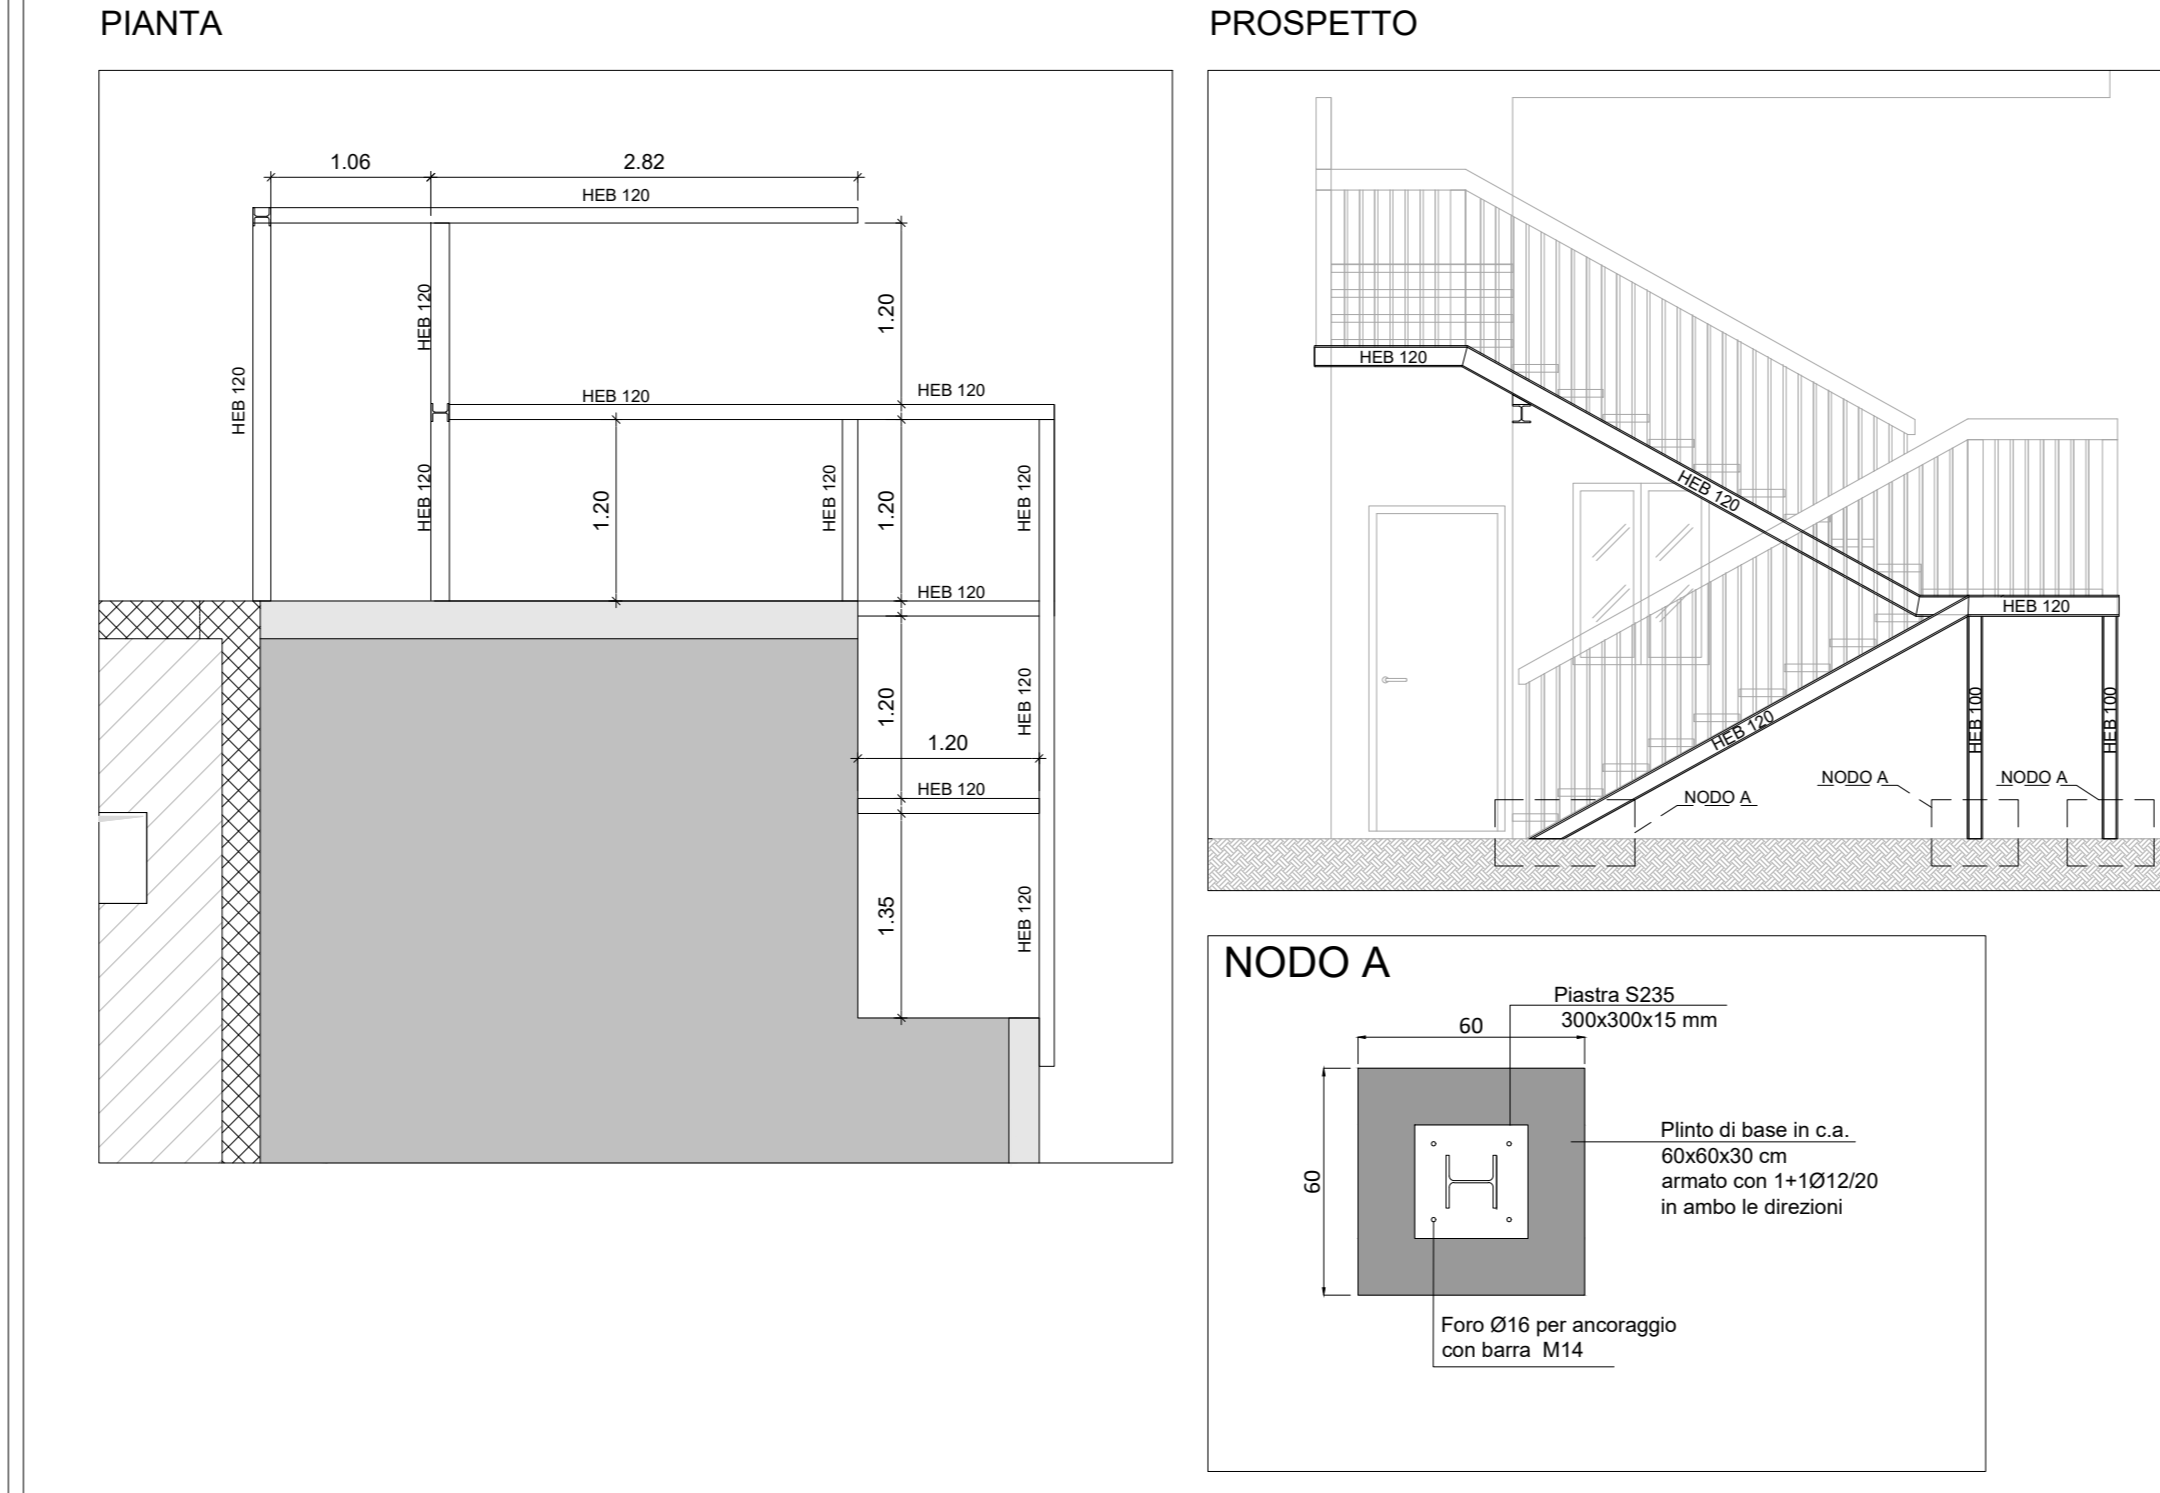 PIANTA
1.06
2.82
HEB 120
HEB 120
1.20
HEB 120
HEB 120
HEB 120
HEB 120
HEB 120
1.20
HEB 120
1.20
HEB 120
HEB 120
1.20
HEB 120
1.20
HEB 120
1.35
HEB 120
PROSPETTO
HEB 120
HEB 120
HEB 120
HEB 120
HEB 100
HEB 100
NODO A
NODO A
NODO A
NODO A
Piastra S235
300x300x15 mm
60
60
Plinto di base in c.a.
60x60x30 cm
armato con 1+1Ø12/20
in ambo le direzioni
Foro Ø16 per ancoraggio
con barra M14